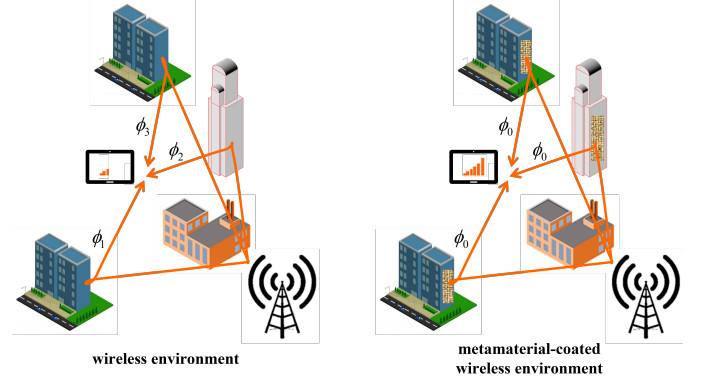 ϕ3
ϕ2
ϕ1
wireless environment
ϕ0
ϕ0
ϕ0
metamaterial-coated
wireless environment